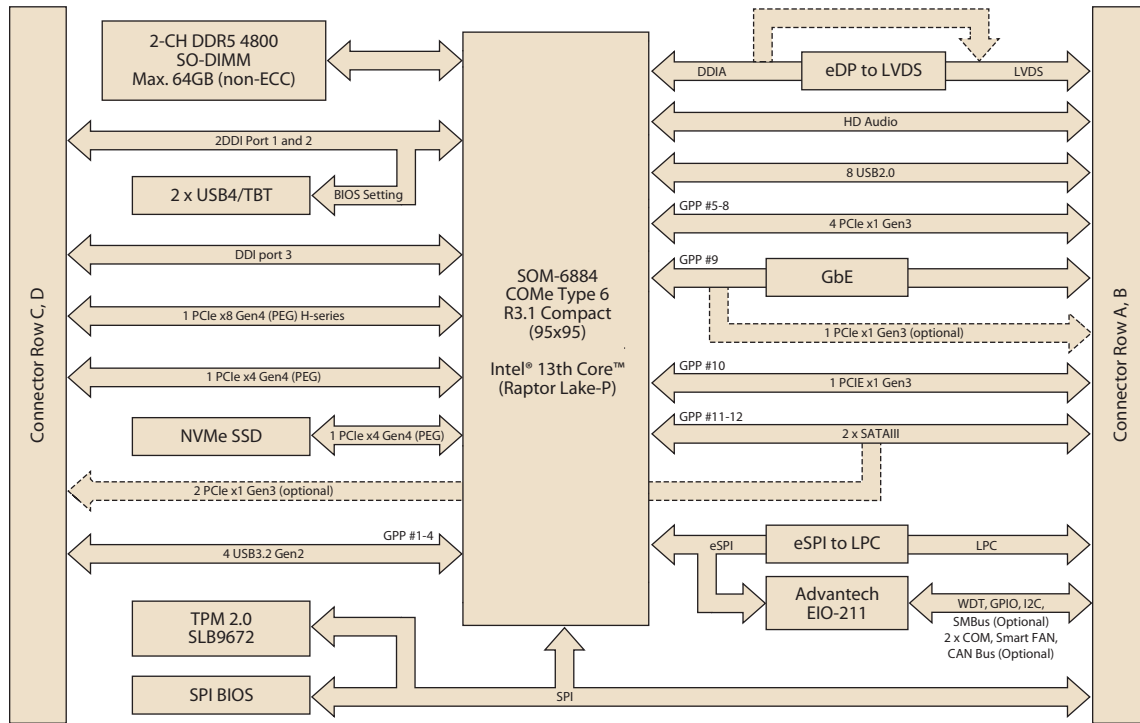 Connector Row C, D
2-CH DDR5 4800
SO-DIMM
Max. 64GB (non-ECC)
2DDI Port 1 and 2
2 x USB4/TBT
BIOS Setting
DDI port 3
1 PCIe x8 Gen4 (PEG) H-series
1 PCIe x4 Gen4 (PEG)
NVMe SSD
1 PCIe x4 Gen4 (PEG)
2 PCIe x1 Gen3 (optional)
GPP #1-4
4 USB3.2 Gen2
TPM 2.0
SLB9672
SPI BIOS
SPI
SOM-6884
COMe Type 6
R3.1 Compact
(95x95)
Intel® 13th Core™
(Raptor Lake-P)
DDIA
eDP to LVDS
LVDS
HD Audio
8 USB2.0
GPP #5-8
4 PCIe x1 Gen3
GPP #9
GbE
1 PCIe x1 Gen3 (optional)
GPP #10
1 PCIE x1 Gen3
GPP #11-12
2 x SATAIII
eSPI
eSPI to LPC
LPC
Advantech
EIO-211
WDT, GPIO, I2C,
SMBus (Optional)
2 x COM, Smart FAN,
CAN Bus (Optional)
Connector Row A, B